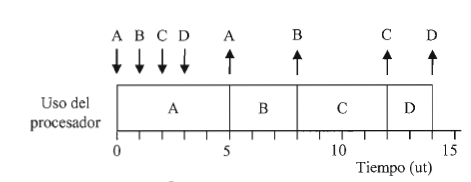 A B C D A B C D
Uso del
procesador
A B C D
0 5 10 15
Tiempo (ut)